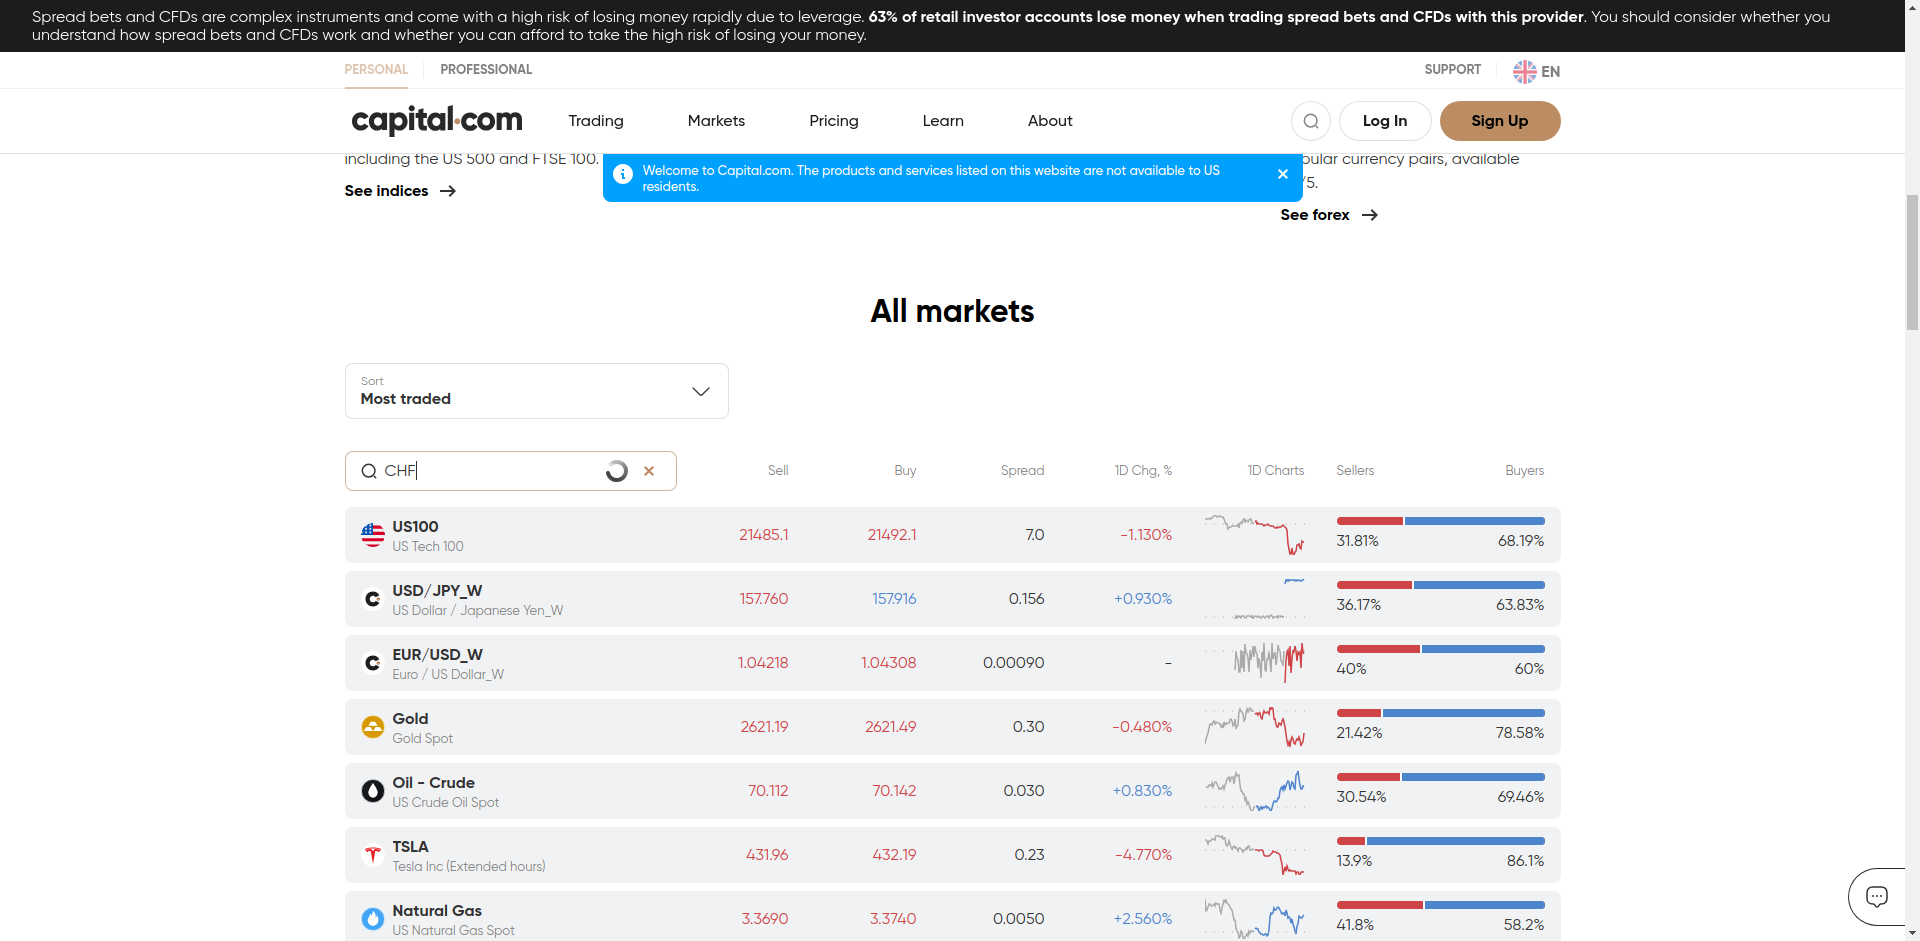 Spread bets and CFDs are complex instruments and come with a high risk of losing money rapidly due to leverage. 63% of retail investor accounts lose money when trading spread bets and CFDs with this provider. You should consider whether you
understand how spread bets and CFDs work and whether you can afford to take the high risk of losing your money.
PERSONAL PROFESSIONAL SUPPORT EN
capital.com Trading Markets Pricing Learn About Log In Sign Up
including the US 500 and FTSE 100.
Welcome to Capital.com. The products and services listed on this website are not available to US
residents.
pular currency pairs, available
/5.
See indices
See forex
All markets
Sort
Most traded
CHF Sell Buy Spread 1D Chg, % 1D Charts Sellers Buyers
US100
US Tech 100
21485.1 21492.1 7.0 -1.130% 31.81% 68.19%
USD/JPY_W
US Dollar / Japanese Yen_W
157.760 157.916 0.156 +0.930% 36.17% 63.83%
EUR/USD_W
Euro / US Dollar_W
1.04218 1.04308 0.00090 - 40% 60%
Gold
Gold Spot
2621.19 2621.49 0.30 -0.480% 21.42% 78.58%
Oil - Crude
US Crude Oil Spot
70.112 70.142 0.030 +0.830% 30.54% 69.46%
TSLA
Tesla Inc (Extended hours)
431.96 432.19 0.23 -4.770% 13.9% 86.1%
Natural Gas
US Natural Gas Spot
3.3690 3.3740 0.0050 +2.560% 41.8% 58.2%